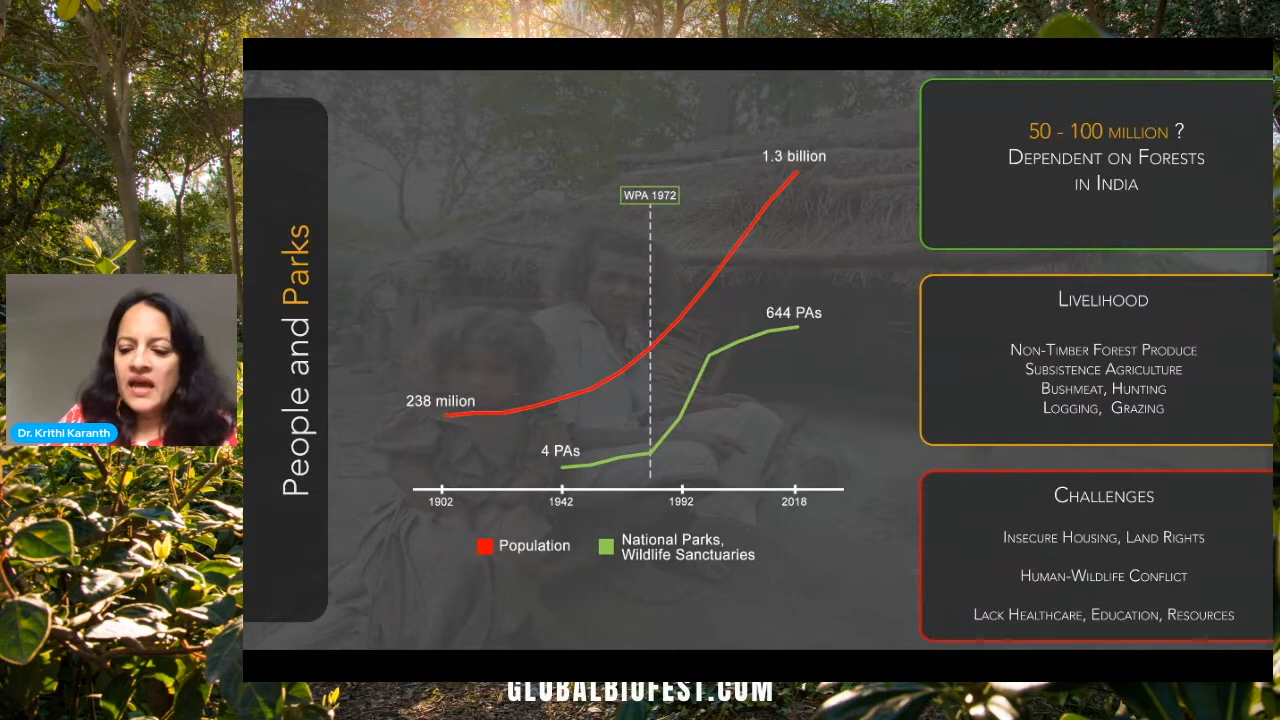 People and Parks
1.3 billion
WPA 1972
644 PAs
238 milion
4 PAs
1902
1942
1992
2018
Population
National Parks,
Wildlife Sanctuaries
50 - 100 MILLION ?
DEPENDENT ON FORESTS
IN INDIA
LIVELIHOOD
NON-TIMBER FOREST PRODUCE
SUBSISTENCE AGRICULTURE
BUSHMEAT, HUNTING
LOGGING, GRAZING
CHALLENGES
INSECURE HOUSING, LAND RIGHTS
HUMAN-WILDLIFE CONFLICT
LACK HEALTHCARE, EDUCATION, RESOURCES
Dr. Krithi Karanth
GLOBALBIOFEST.COM